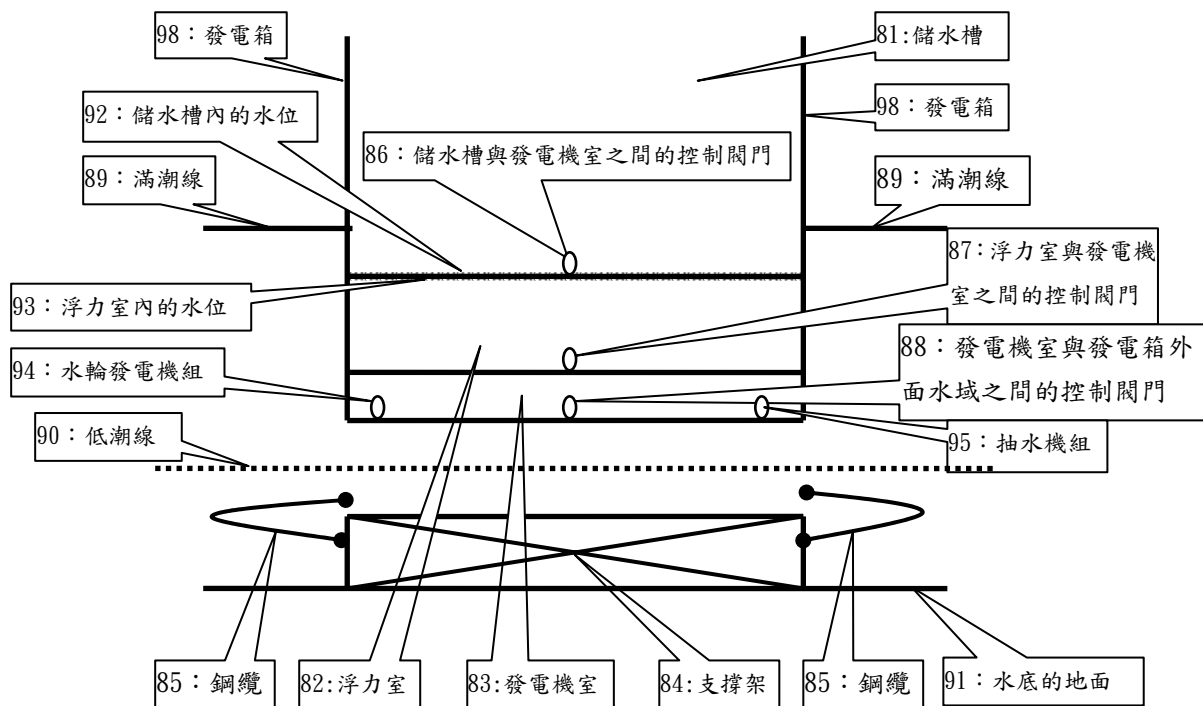 98：發電箱
81:儲水槽
92：儲水槽內的水位
98：發電箱
86：儲水槽與發電機室之間的控制閥門
89：滿潮線
89：滿潮線
87：浮力室與發電機
室之間的控制閥門
93：浮力室內的水位
88：發電機室與發電箱外
面水域之間的控制閥門
94：水輪發電機組
90：低潮線
95：抽水機組
85：鋼纜
82:浮力室
83:發電機室
84:支撐架
85：鋼纜
91：水底的地面